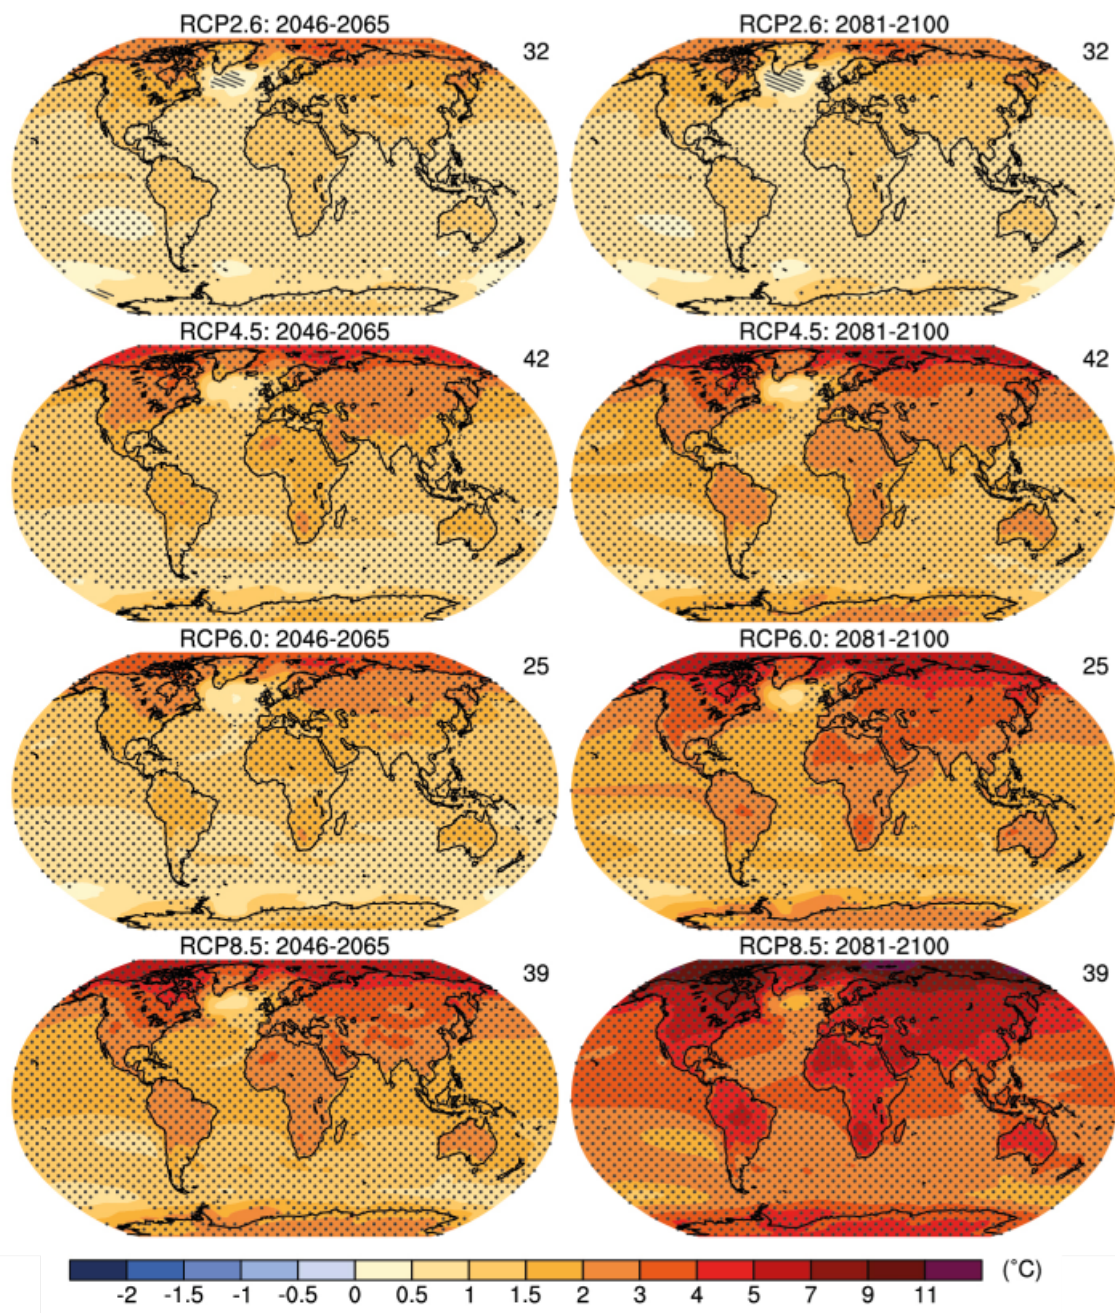 RCP2.6: 2046-2065 RCP2.6: 2081-2100
32 32
RCP4.5: 2046-2065 RCP4.5: 2081-2100
42 42
RCP6.0: 2046-2065 RCP6.0: 2081-2100
25 25
RCP8.5: 2046-2065 RCP8.5: 2081-2100
39 39
(°C)
-2 -1.5 -1 -0.5 0 0.5 1 1.5 2 3 4 5 7 9 11